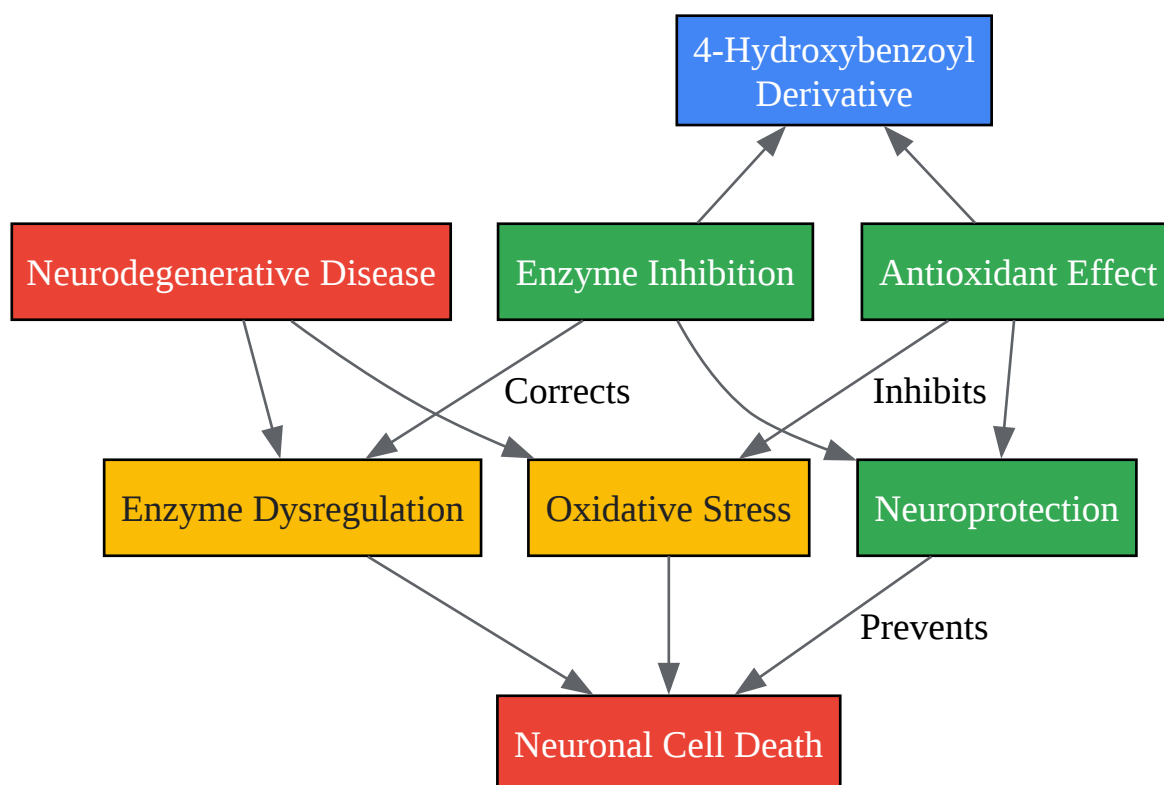 4-Hydroxybenzoyl
Derivative
Neurodegenerative Disease
Enzyme Inhibition
Antioxidant Effect
Corrects
Inhibits
Enzyme Dysregulation
Oxidative Stress
Neuroprotection
Prevents
Neuronal Cell Death